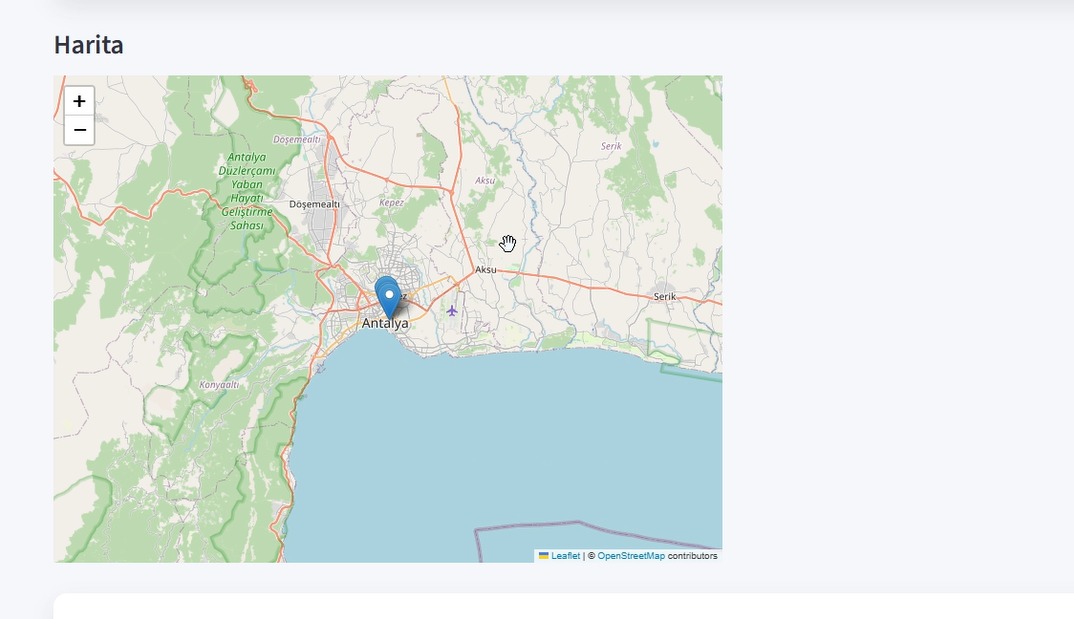 Harita
+
−
Döşemealtı
Serik
Antalya
Düzlerçamı
Yaban
Hayatı
Geliştirme
Sahası
Aksu
Kepez
Döşemealtı
Aksu
Serik
Antalya
Konyaaltı
Leaflet | © OpenStreetMap contributors